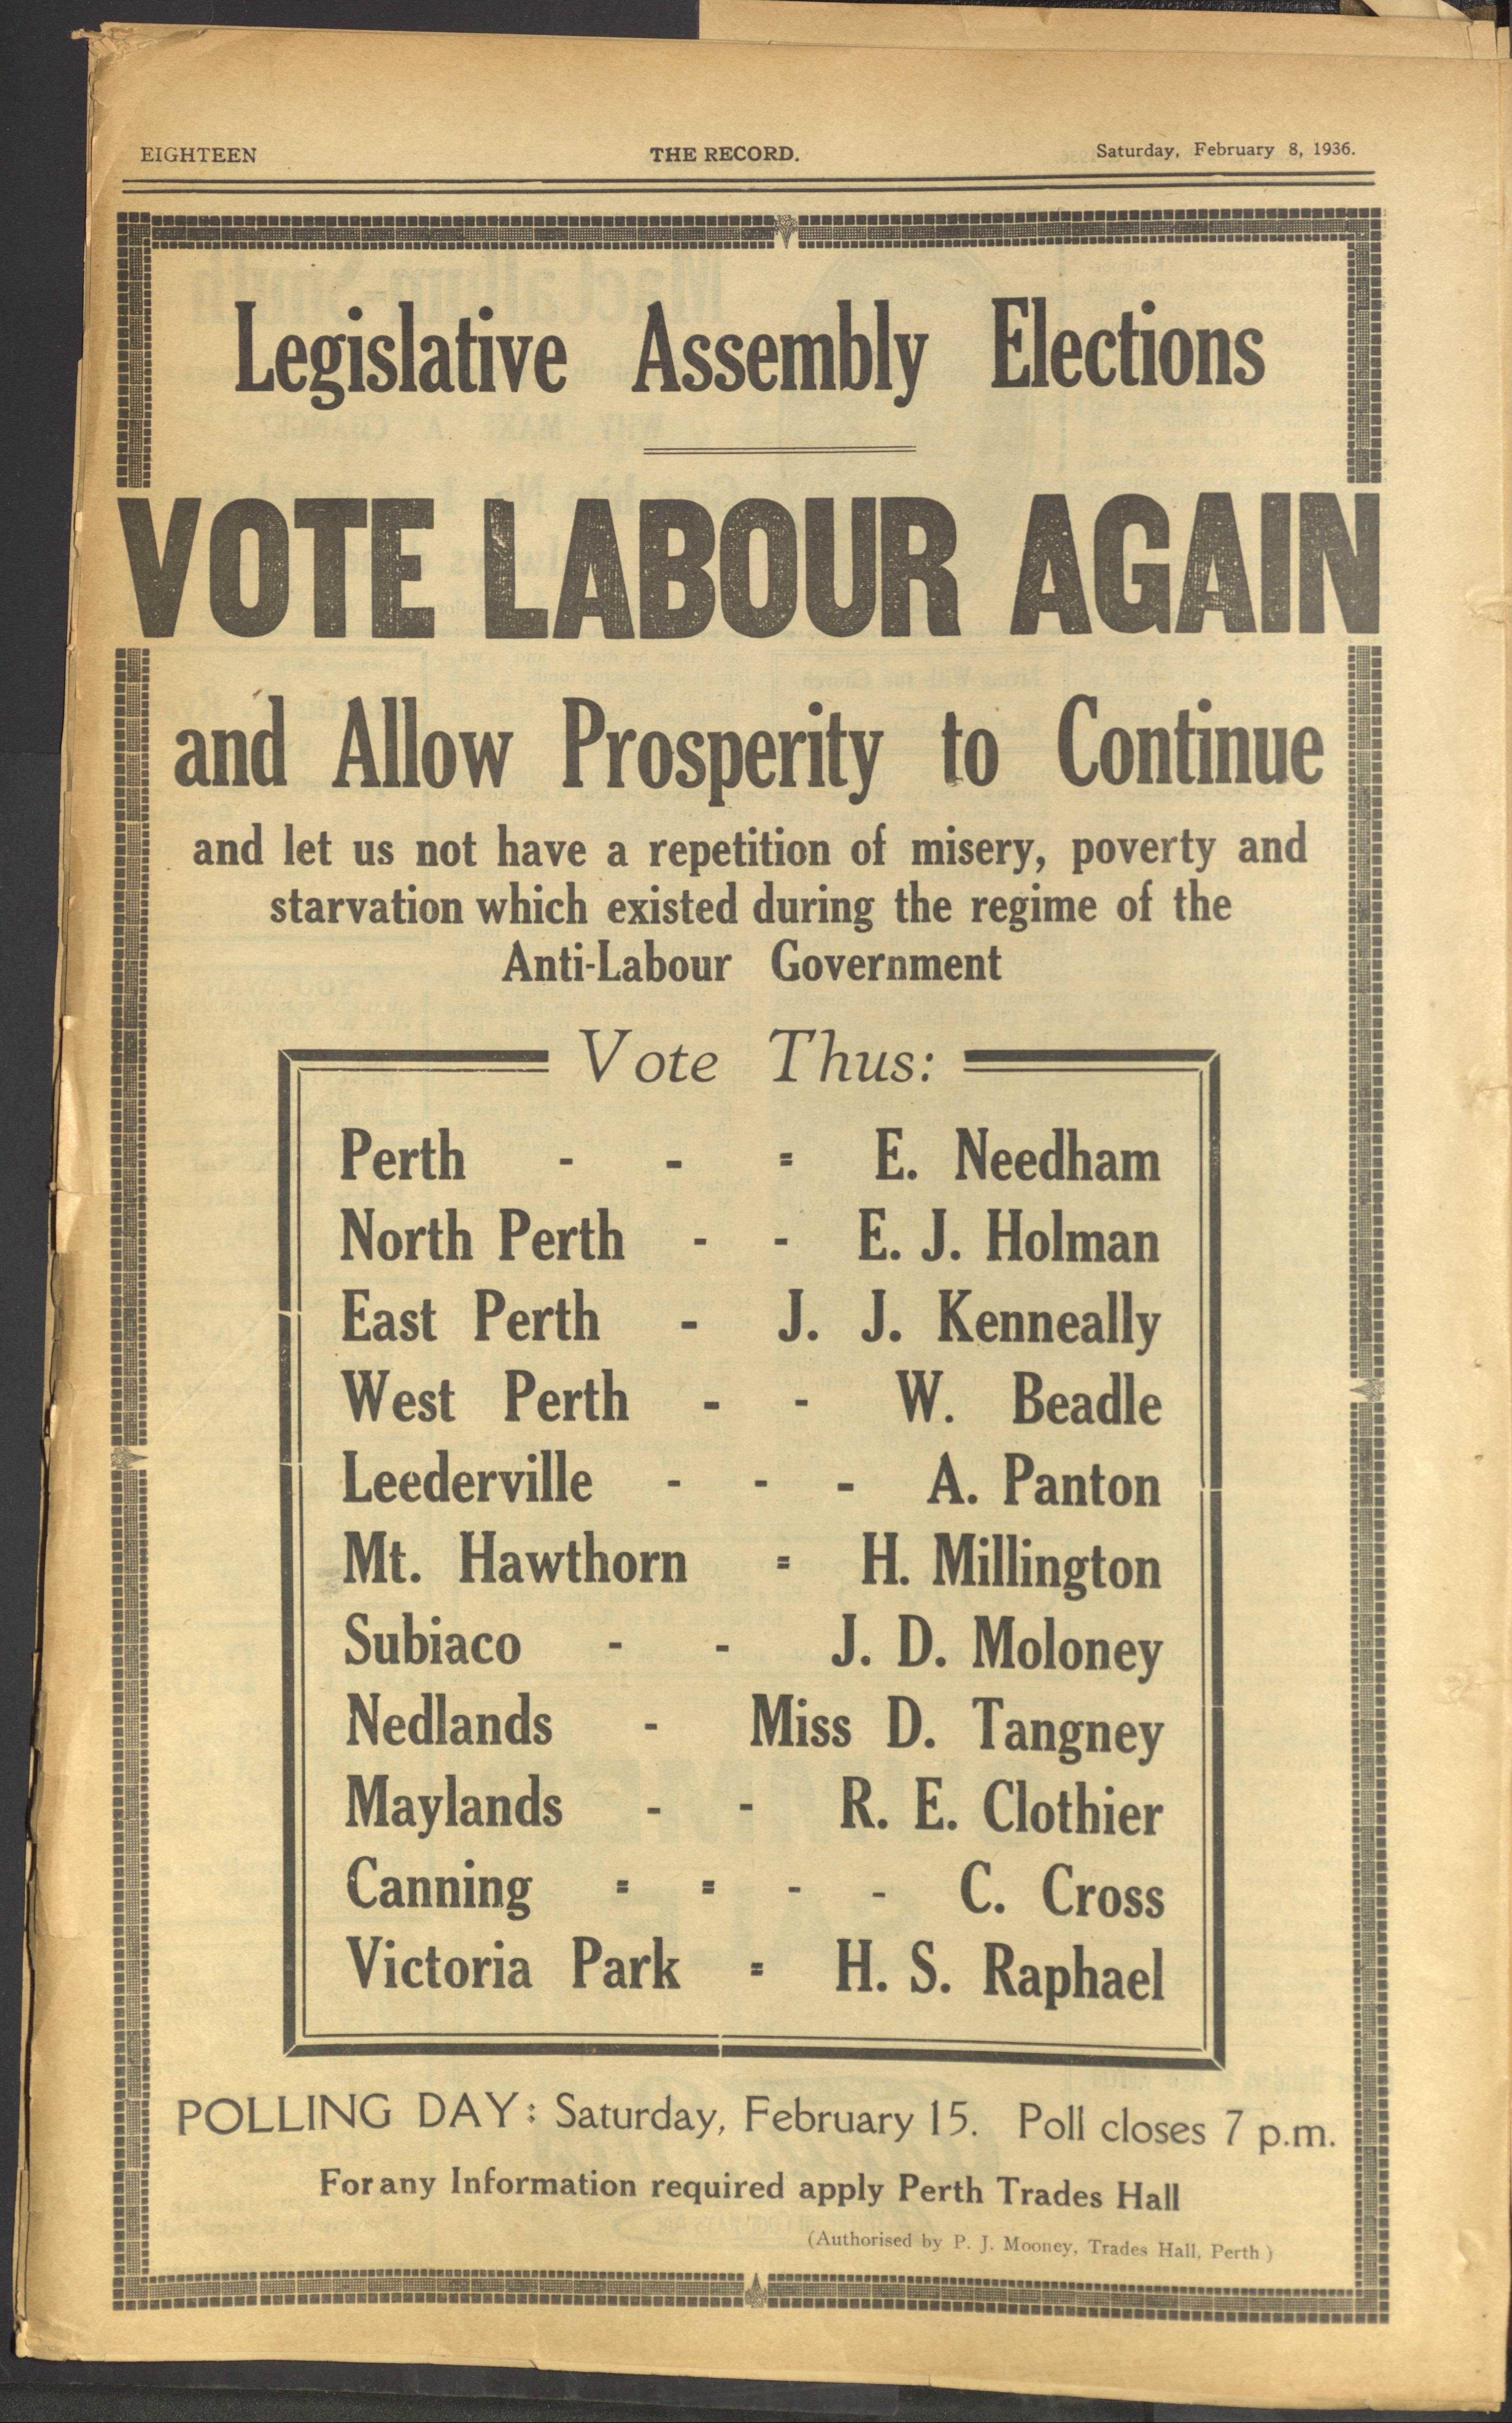 EIGHTEEN THE RECORD. Saturday, February 8, 1936.
Legislative Assembly Elections
VOTE LABOUR AGAIN
and Allow Prosperity to Continue
and let us not have a repetition of misery, poverty and
starvation which existed during the regime of the
Anti-Labour Government
Vote Thus:
Perth - - = E. Needham
North Perth - - E. J. Holman
East Perth - J. J. Kenneally
West Perth - - W. Beadle
Leederville - - - A. Panton
Mt. Hawthorn = H. Millington
Subiaco - - J. D. Moloney
Nedlands - Miss D. Tangney
Maylands - - R. E. Clothier
Canning = = - - C. Cross
Victoria Park = H. S. Raphael
POLLING DAY: Saturday, February 15. Poll closes 7 p.m.
For any Information required apply Perth Trades Hall
(Authorised by P. J. Mooney, Trades Hall, Perth)